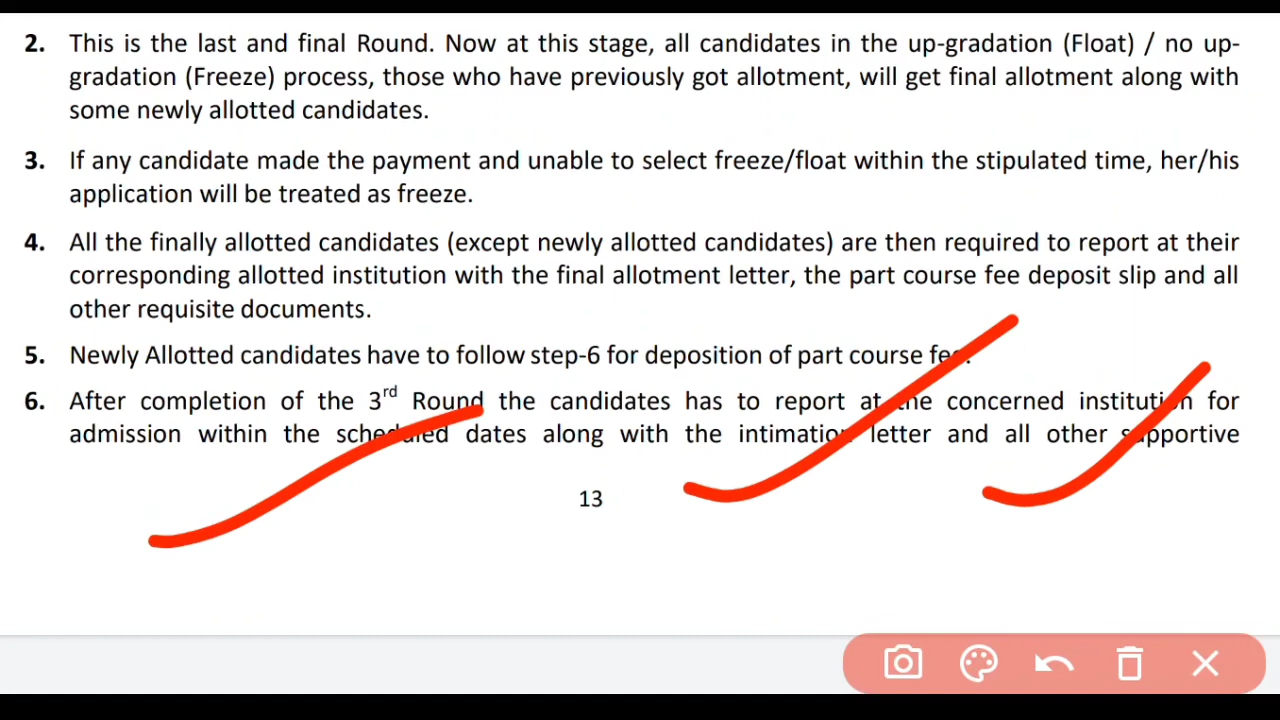 2. This is the last and final Round. Now at this stage, all candidates in the up-gradation (Float) / no up-
gradation (Freeze) process, those who have previously got allotment, will get final allotment along with
some newly allotted candidates.
3. If any candidate made the payment and unable to select freeze/float within the stipulated time, her/his
application will be treated as freeze.
4. All the finally allotted candidates (except newly allotted candidates) are then required to report at their
corresponding allotted institution with the final allotment letter, the part course fee deposit slip and all
other requisite documents.
5. Newly Allotted candidates have to follow step-6 for deposition of part course fee.
6. After completion of the 3rd Round the candidates has to report at the concerned institution for
admission within the scheduled dates along with the intimation letter and all other supportive
13